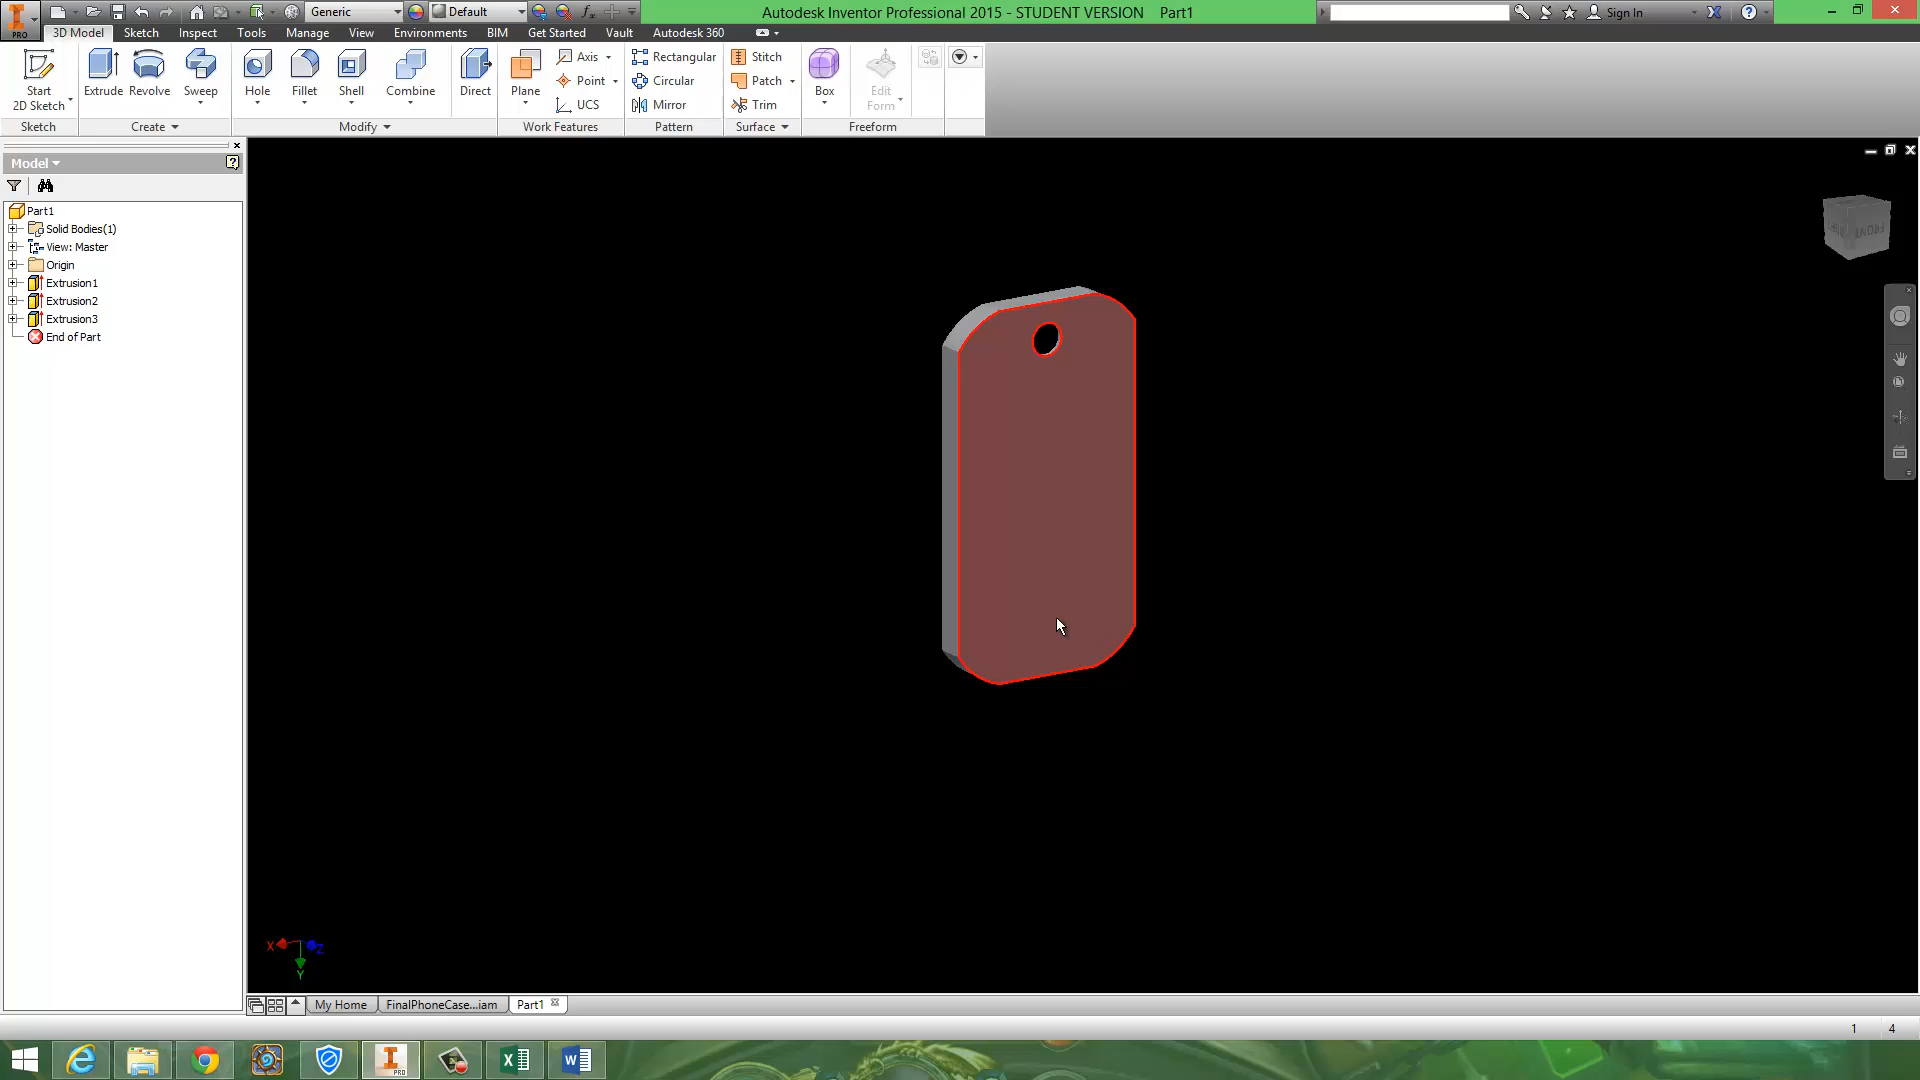 Generic
Default
Autodesk Inventor Professional 2015 - STUDENT VERSION Part1
Sign In
PRO
3D Model
Sketch
Inspect
Tools
Manage
View
Environments
BIM
Get Started
Vault
Autodesk 360
Start
2D Sketch
Extrude
Revolve
Sweep
Hole
Fillet
Shell
Combine
Direct
Plane
Axis
Point
UCS
Rectangular
Circular
Mirror
Stitch
Patch
Trim
Box
Edit
Form
Sketch
Create
Modify
Work Features
Pattern
Surface
Freeform
Model
Part1
Solid Bodies(1)
View: Master
Origin
Extrusion1
Extrusion2
Extrusion3
End of Part
FRONT
X
Z
Y
My Home
FinalPhoneCase...iam
Part1
1 4
PRO